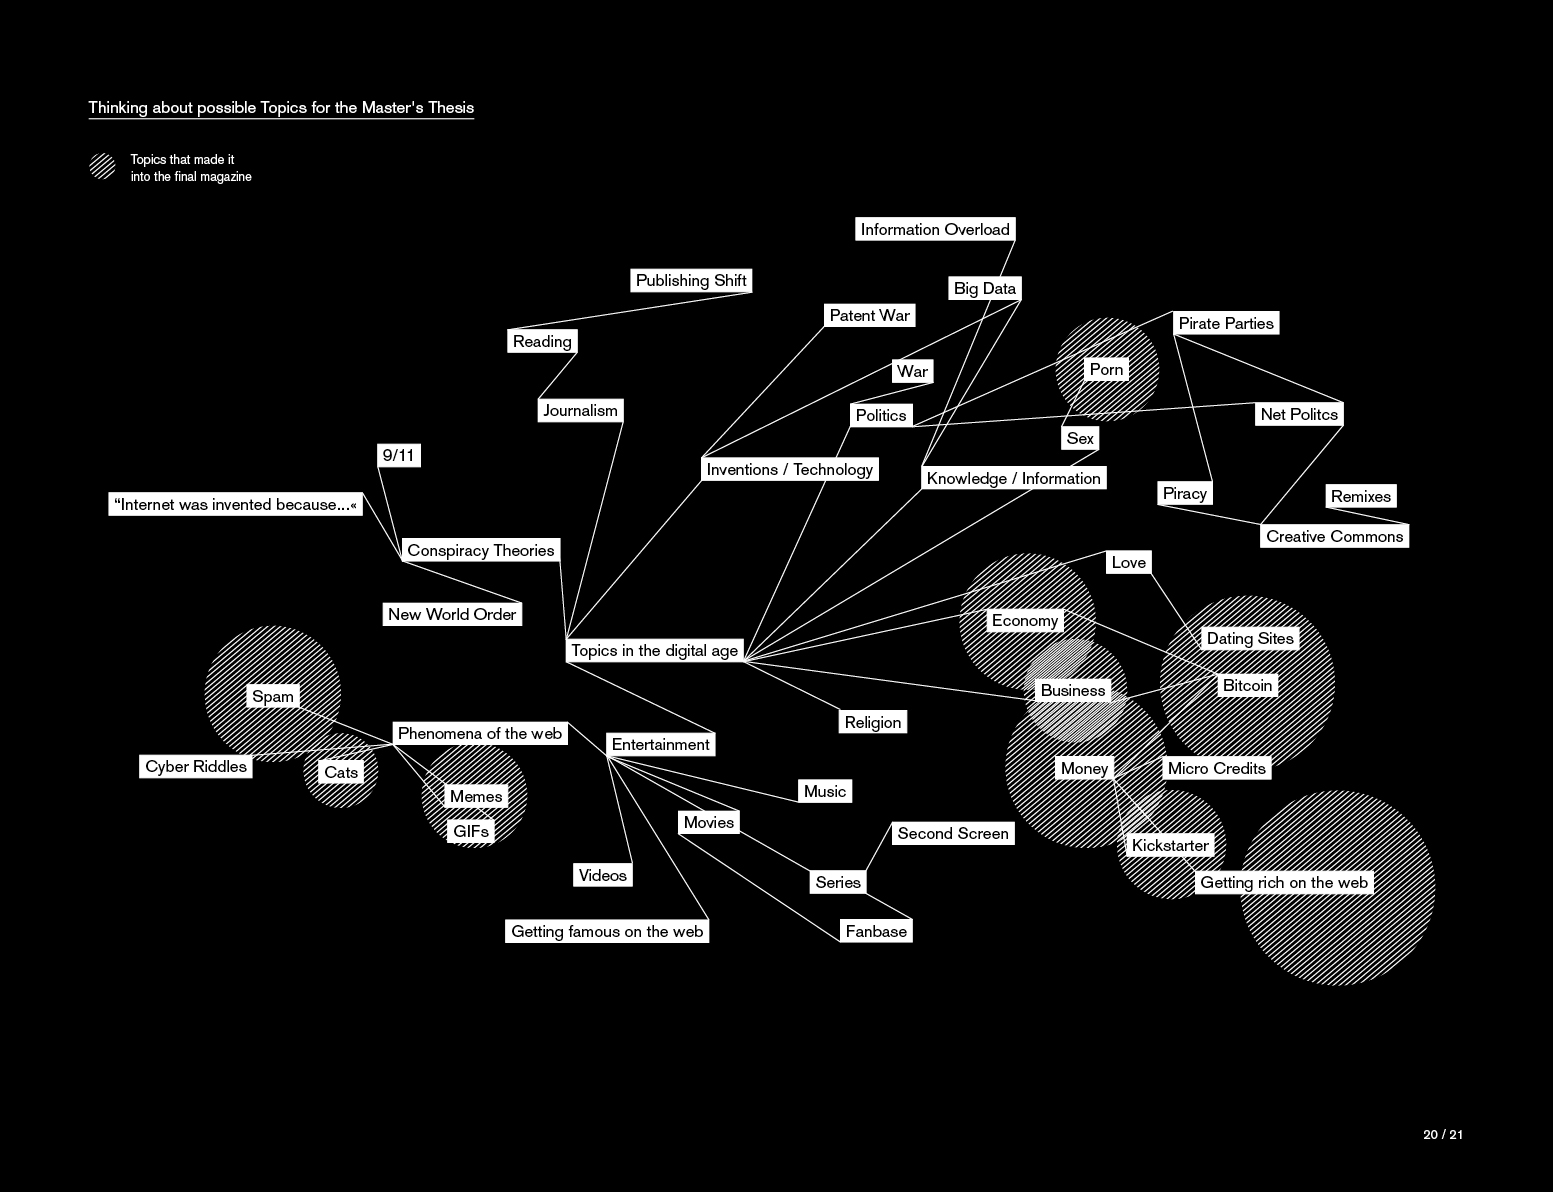 Thinking about possible Topics for the Master's Thesis
Topics that made it
into the final magazine
Information Overload
Publishing Shift
Big Data
Patent War
Pirate Parties
Reading
War
Porn
Journalism
Politics
Net Politcs
Sex
9/11
Inventions / Technology
Knowledge / Information
Piracy
Remixes
“Internet was invented because...«
Creative Commons
Conspiracy Theories
Love
New World Order
Economy
Dating Sites
Topics in the digital age
Bitcoin
Business
Spam
Religion
Phenomena of the web
Entertainment
Cyber Riddles
Cats
Money
Micro Credits
Music
Memes
Movies
GIFs
Second Screen
Kickstarter
Videos
Series
Getting rich on the web
Getting famous on the web
Fanbase
20 / 21